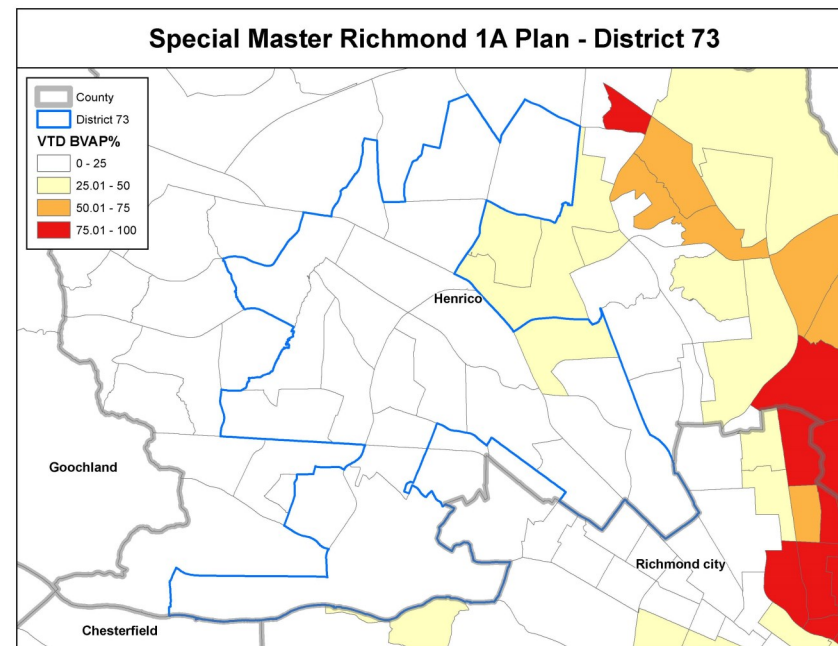 Special Master Richmond 1A Plan - District 73
County
District 73
VTD BVAP%
0 - 25
25.01 - 50
50.01 - 75
75.01 - 100
Henrico
Goochland
Richmond city
Chesterfield